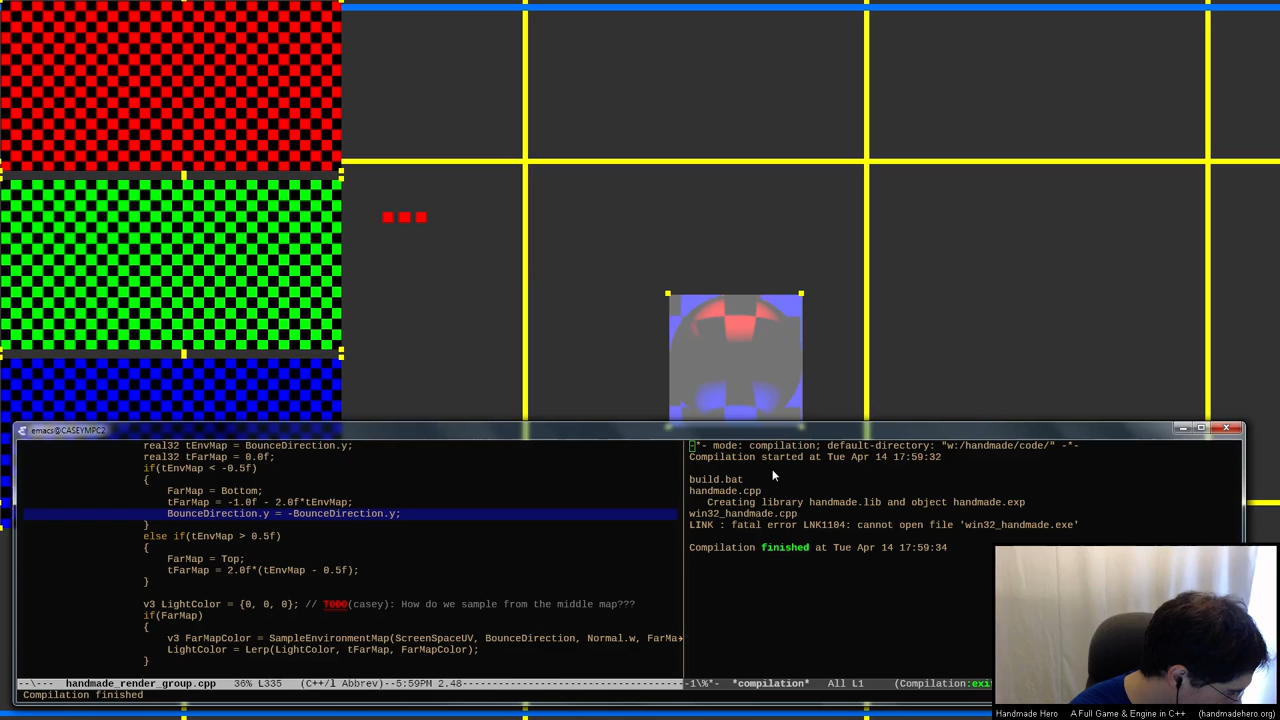 emacs@CASEYMPC2
real32 tEnvMap = BounceDirection.y;
real32 tFarMap = 0.0f;
if(tEnvMap < -0.5f)
{
FarMap = Bottom;
tFarMap = -1.0f - 2.0f*tEnvMap;
BounceDirection.y = -BounceDirection.y;
}
else if(tEnvMap > 0.5f)
{
FarMap = Top;
tFarMap = 2.0f*(tEnvMap - 0.5f);
}
v3 LightColor = {0, 0, 0}; // TODO(casey): How do we sample from the middle map???
if(FarMap)
{
v3 FarMapColor = SampleEnvironmentMap(ScreenSpaceUV, BounceDirection, Normal.w, FarMa
LightColor = Lerp(LightColor, tFarMap, FarMapColor);
}
--\--- handmade_render_group.cpp 36% L335 (C++/l Abbrev)--5:59PM 2.48
Compilation finished
-*- mode: compilation; default-directory: "w:/handmade/code/" -*-
Compilation started at Tue Apr 14 17:59:32
build.bat
handmade.cpp
Creating library handmade.lib and object handmade.exp
win32_handmade.cpp
LINK : fatal error LNK1104: cannot open file 'win32_handmade.exe'
Compilation finished at Tue Apr 14 17:59:34
-1\%*- *compilation* All L1 (Compilation:exi
Handmade Hero A Full Game & Engine in C++ (handmadehero.org)